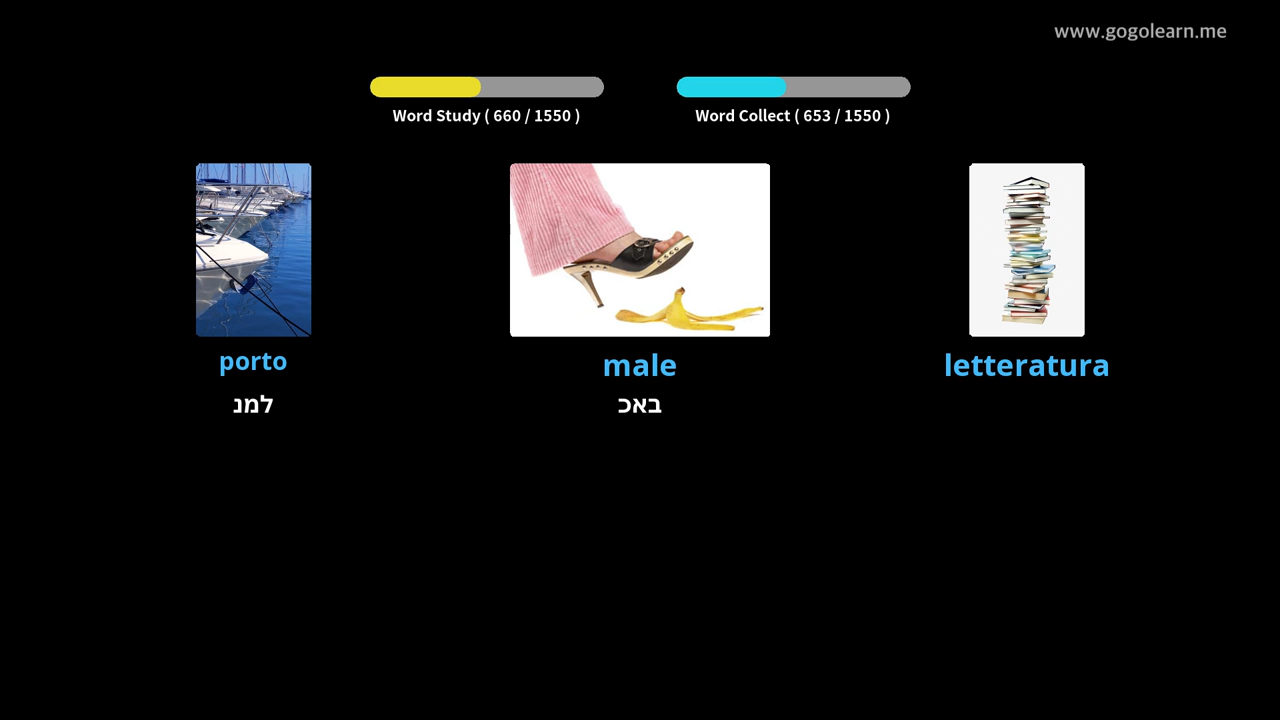 www.gogolearn.me
Word Study ( 660 / 1550 )
Word Collect ( 653 / 1550 )
porto
male
letteratura
למנ
באכ